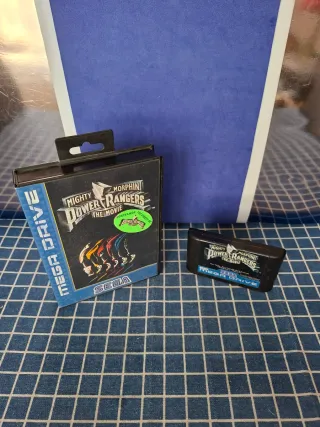 MEGA DRIVE
MIGHTY MORPHIN
POWER RANGERS
THE MOVIE
SEGA
MIGHTY MORPHIN
POWER RANGERS
THE MOVIE
SEGA
MEGA DRIVE